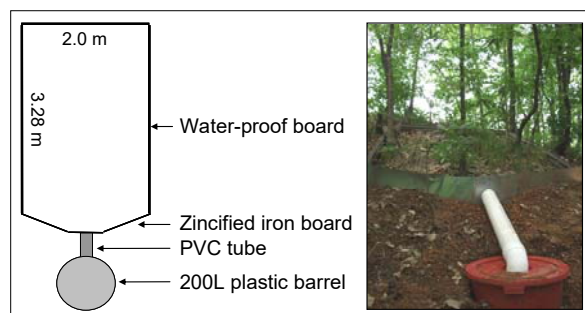 2.0 m
3.28 m
Water-proof board
Zincified iron board
PVC tube
200L plastic barrel